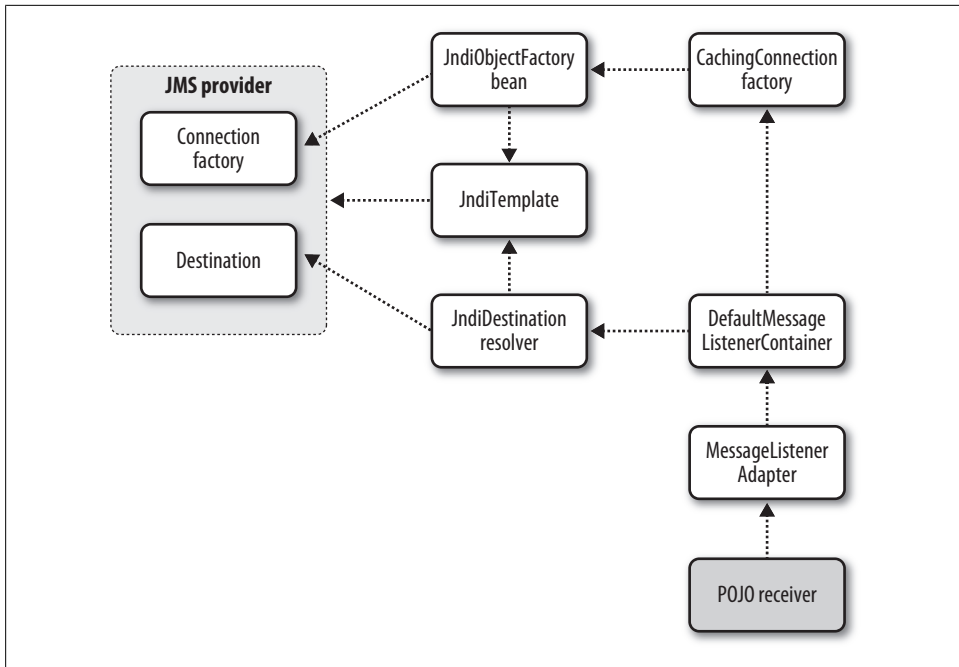 JMS provider
Connection
factory
Destination
JndiObjectFactory
bean
JndiTemplate
JndiDestination
resolver
CachingConnection
factory
DefaultMessage
ListenerContainer
MessageListener
Adapter
POJO receiver